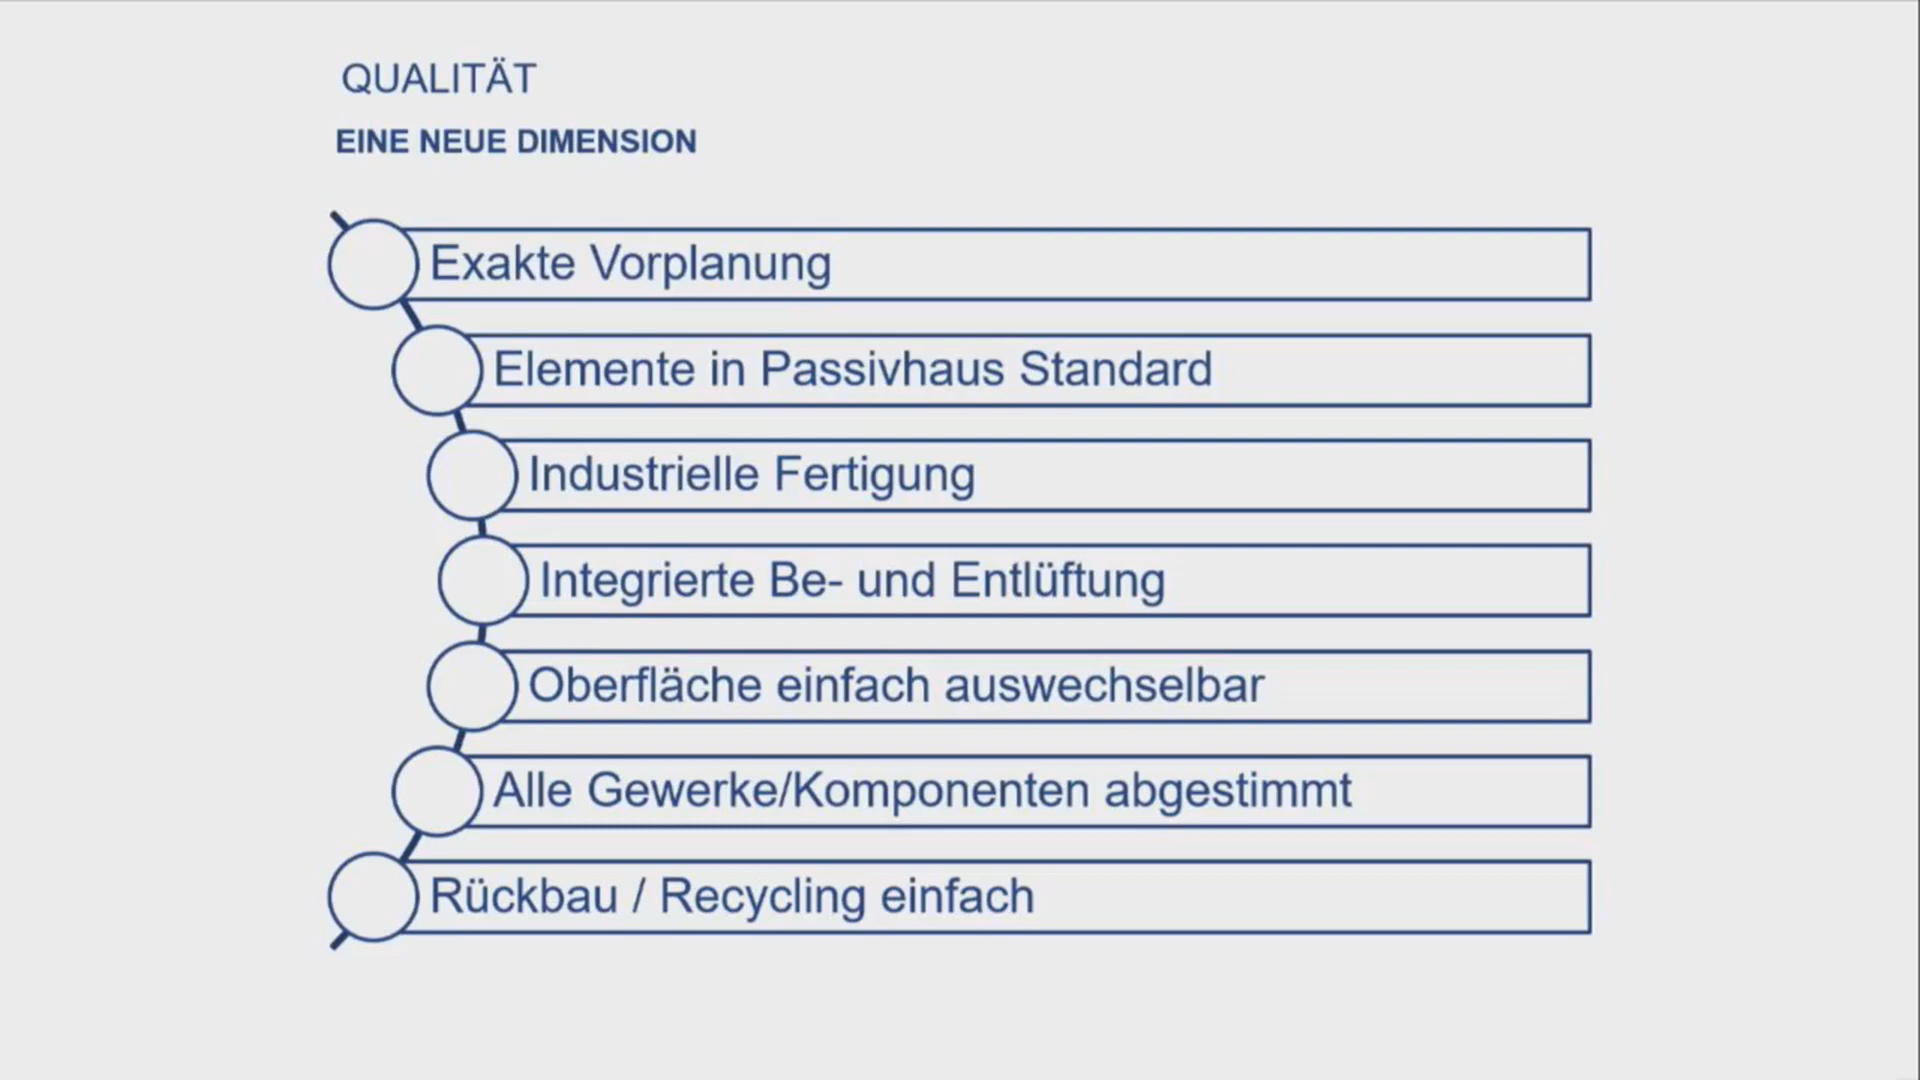 QUALITÄT
EINE NEUE DIMENSION
Exakte Vorplanung
Elemente in Passivhaus Standard
Industrielle Fertigung
Integrierte Be- und Entlüftung
Oberfläche einfach auswechselbar
Alle Gewerke/Komponenten abgestimmt
Rückbau / Recycling einfach